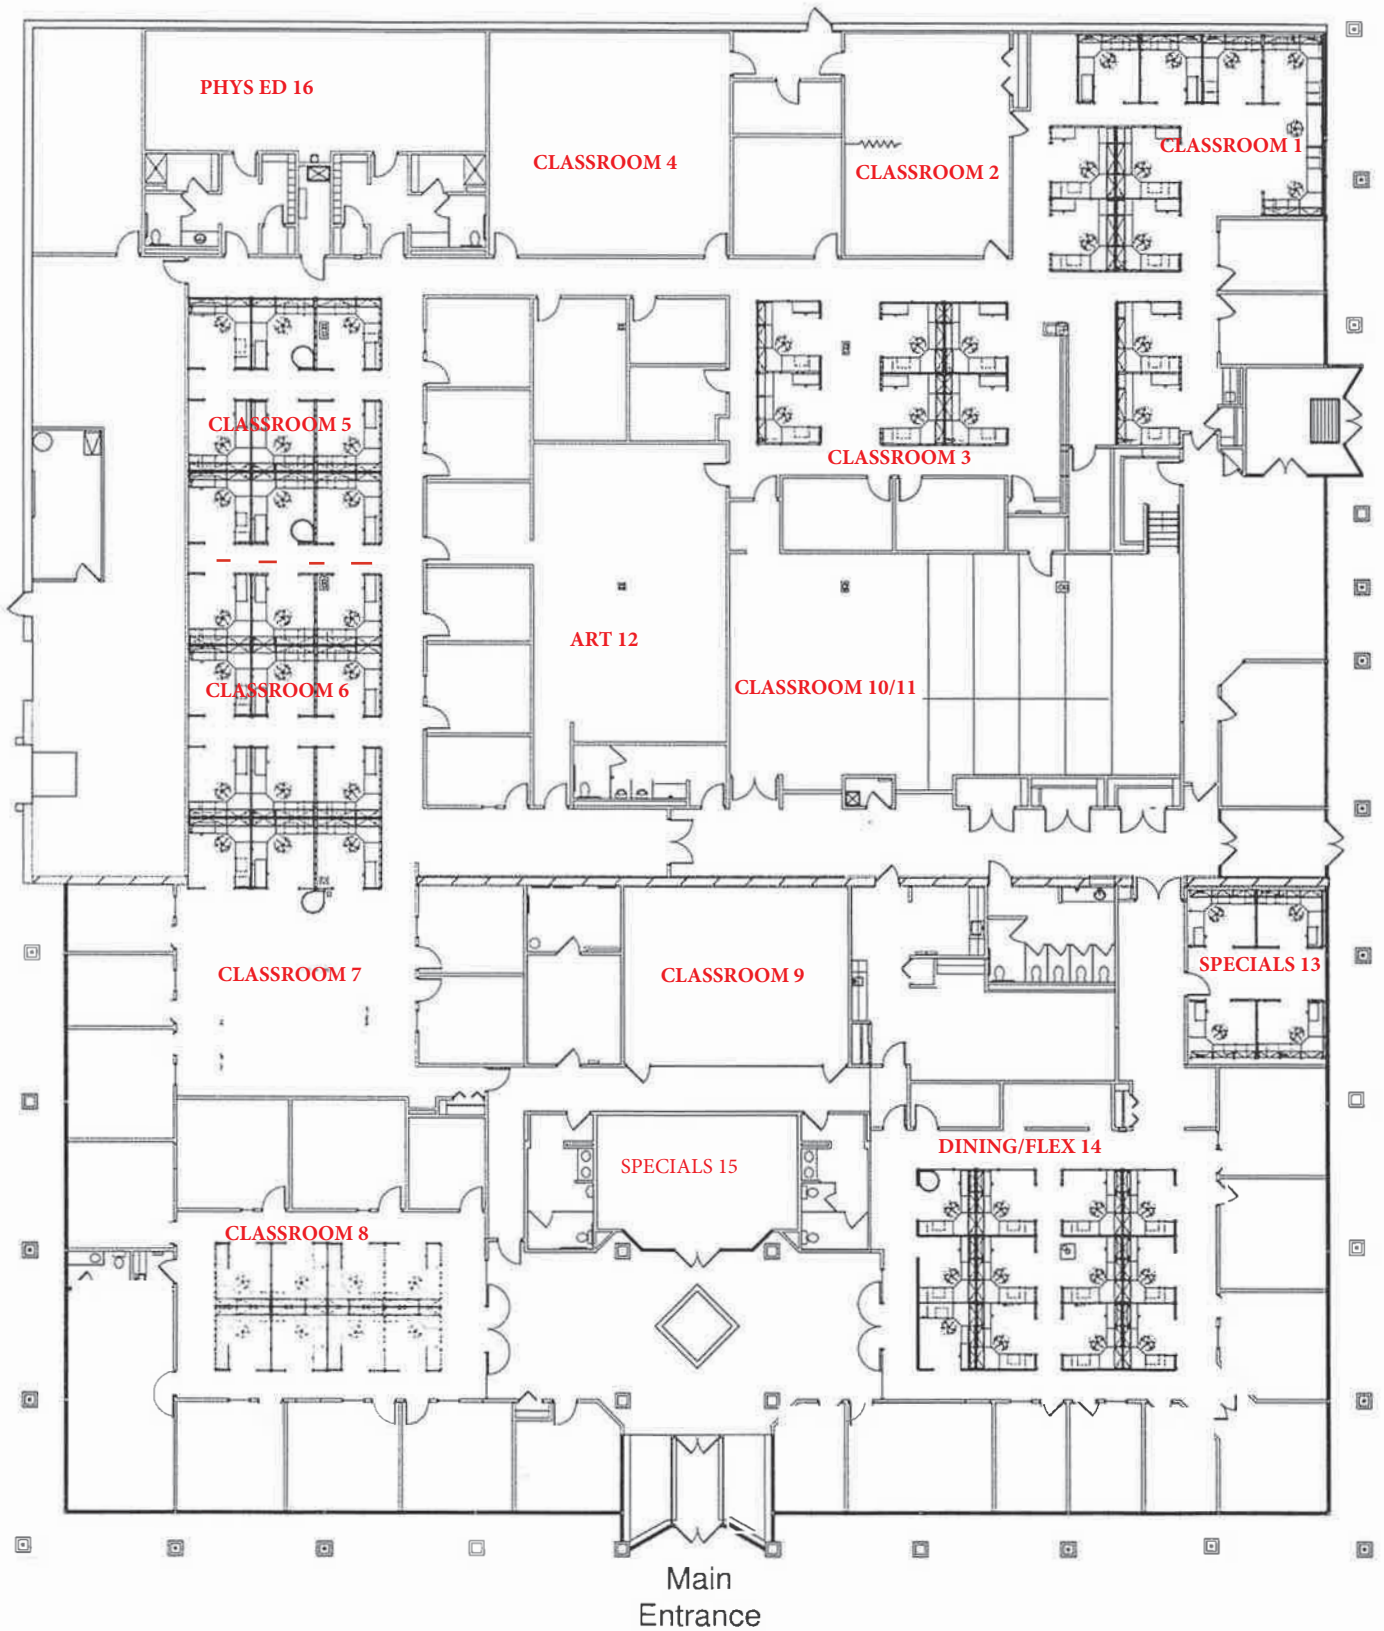 PHYS ED 16
CLASSROOM 4
CLASSROOM 2
CLASSROOM 1
CLASSROOM 5
CLASSROOM 3
ART 12
CLASSROOM 6
CLASSROOM 10/11
CLASSROOM 7
CLASSROOM 9
SPECIALS 13
SPECIALS 15
DINING/FLEX 14
CLASSROOM 8
Main
Entrance